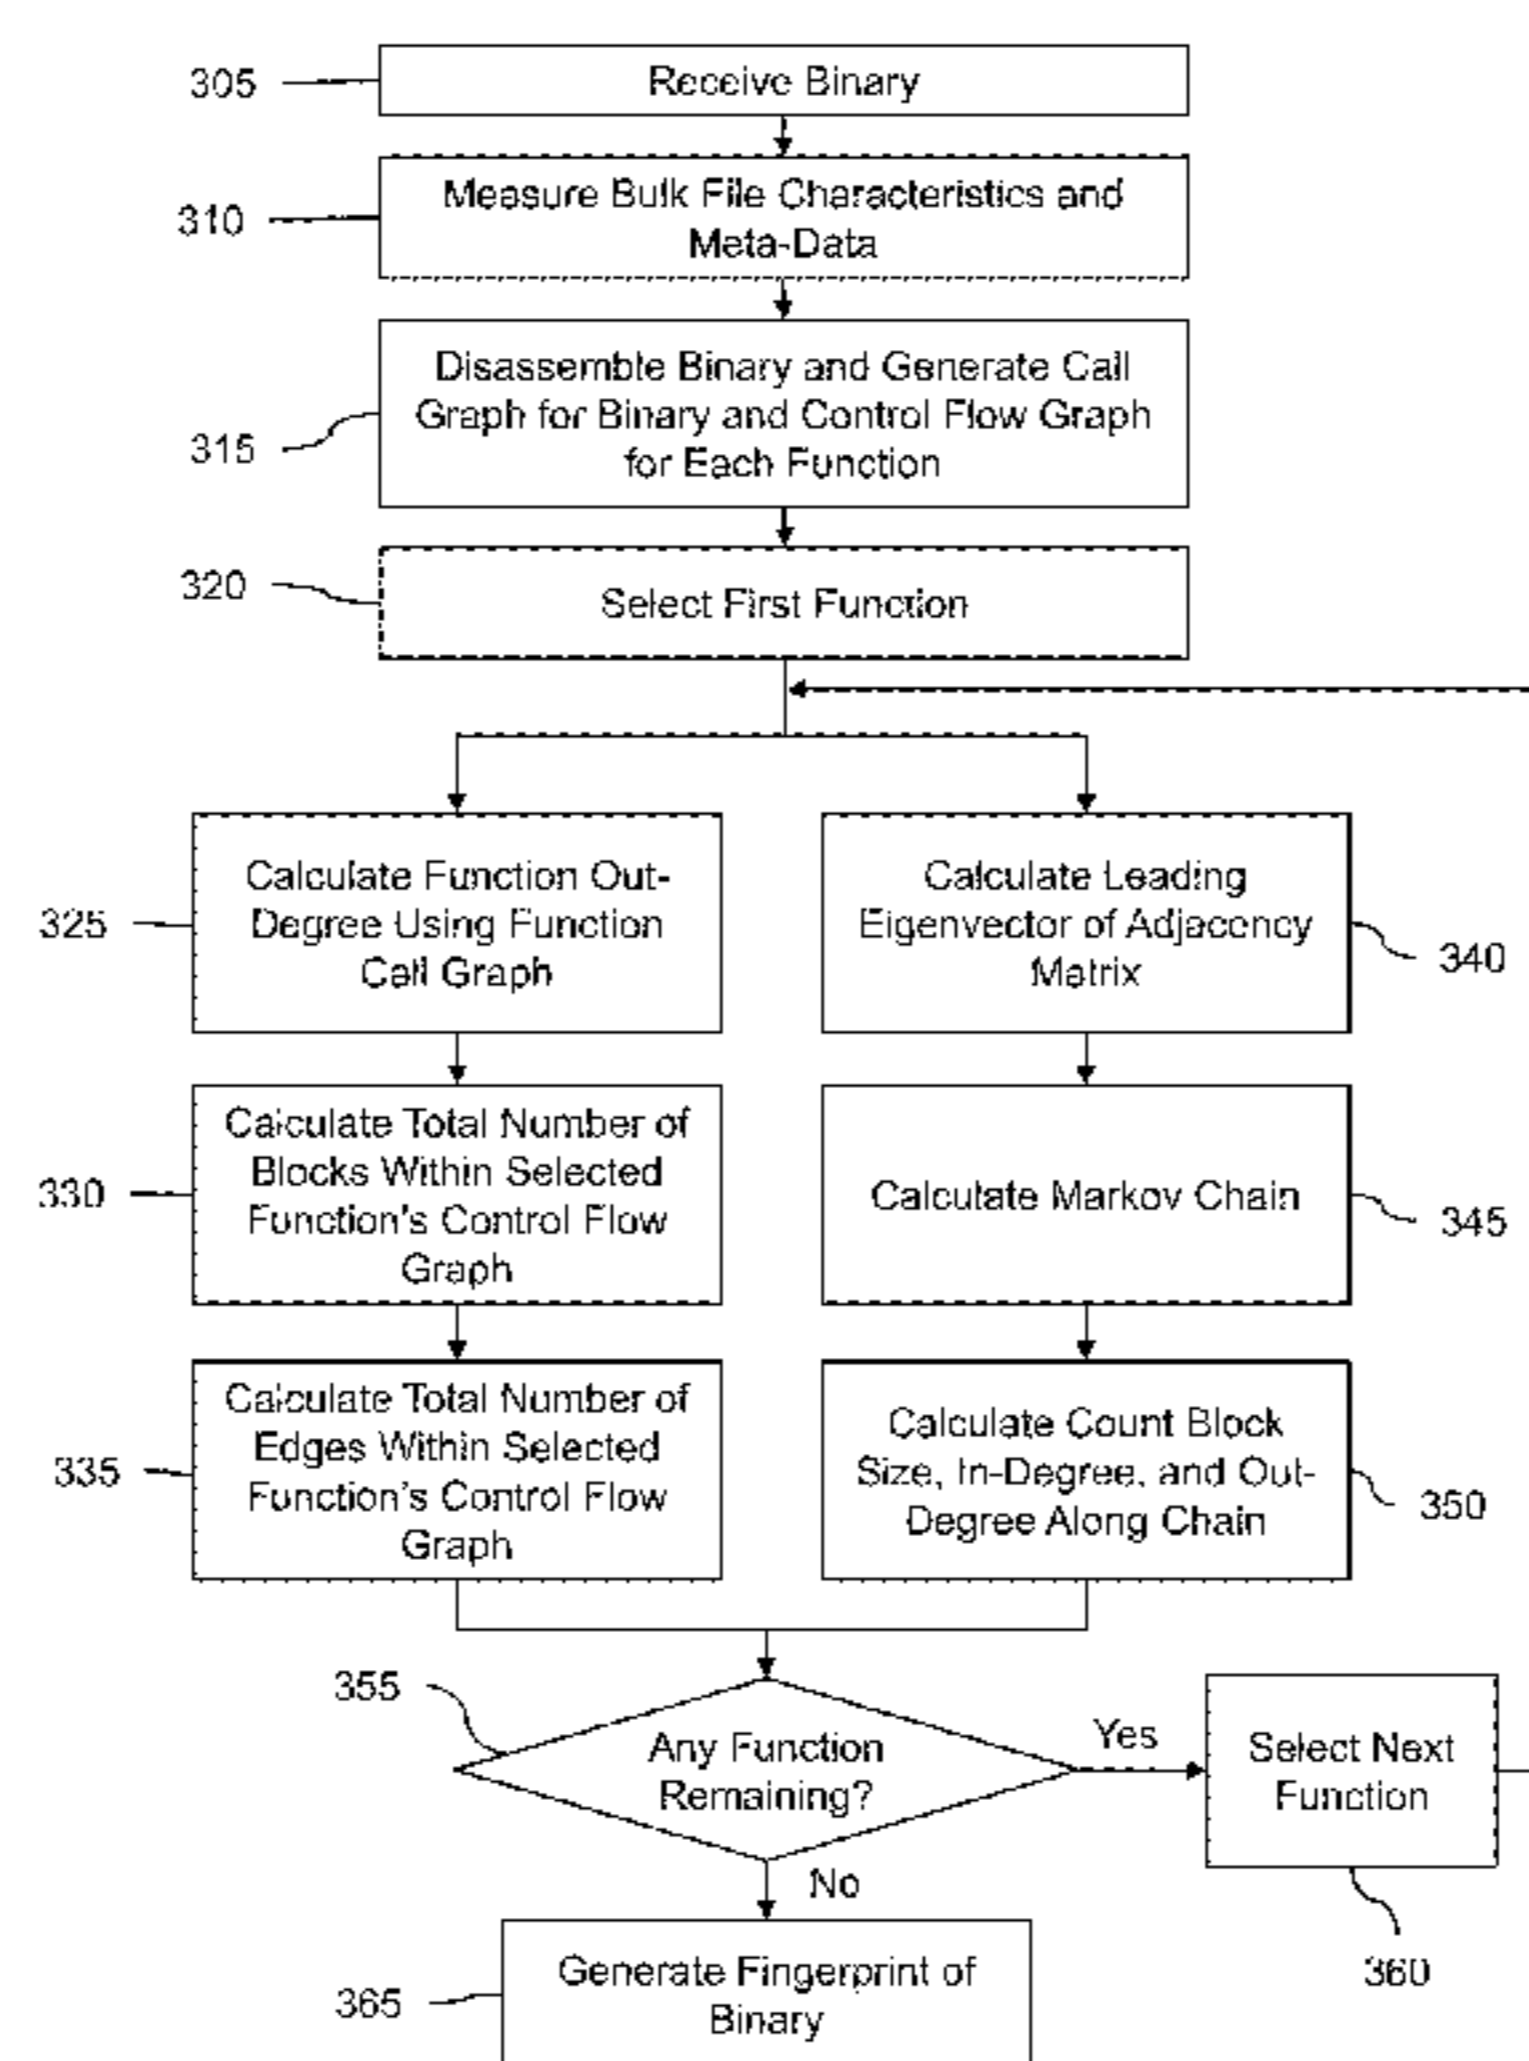 305
Receive Binary
310
Measure Bulk File Characteristics and
Meta-Data
315
Disassemble Binary and Generate Call
Graph for Binary and Control Flow Graph
for Each Function
320
Select First Function
325
Calculate Function Out-
Degree Using Function
Call Graph
340
Calculate Leading
Eigenvector of Adjacency
Matrix
330
Calculate Total Number of
Blocks Within Selected
Function's Control Flow
Graph
345
Calculate Markov Chain
335
Calculate Total Number of
Edges Within Selected
Function's Control Flow
Graph
350
Calculate Count Block
Size, In-Degree, and Out-
Degree Along Chain
355
Any Function
Remaining?
Yes
Select Next
Function
360
No
365
Generate Fingerprint of
Binary